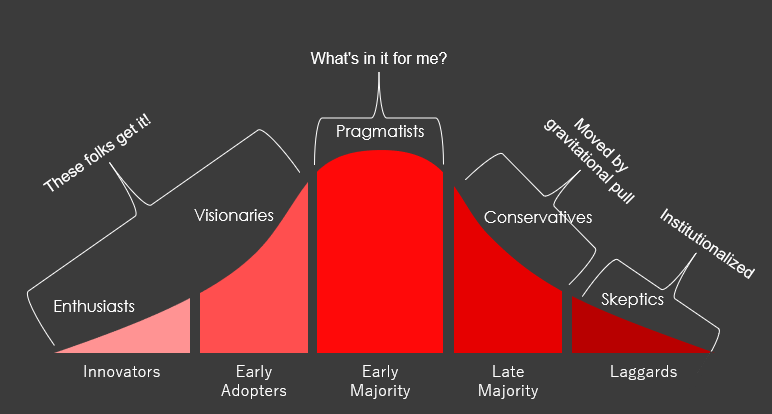 What's in it for me?
These folks get it!
Pragmatists
Moved by
gravitational pull
Visionaries
Conservatives
Institutionalized
Enthusiasts
Skeptics
Innovators
Early
Adopters
Early
Majority
Late
Majority
Laggards